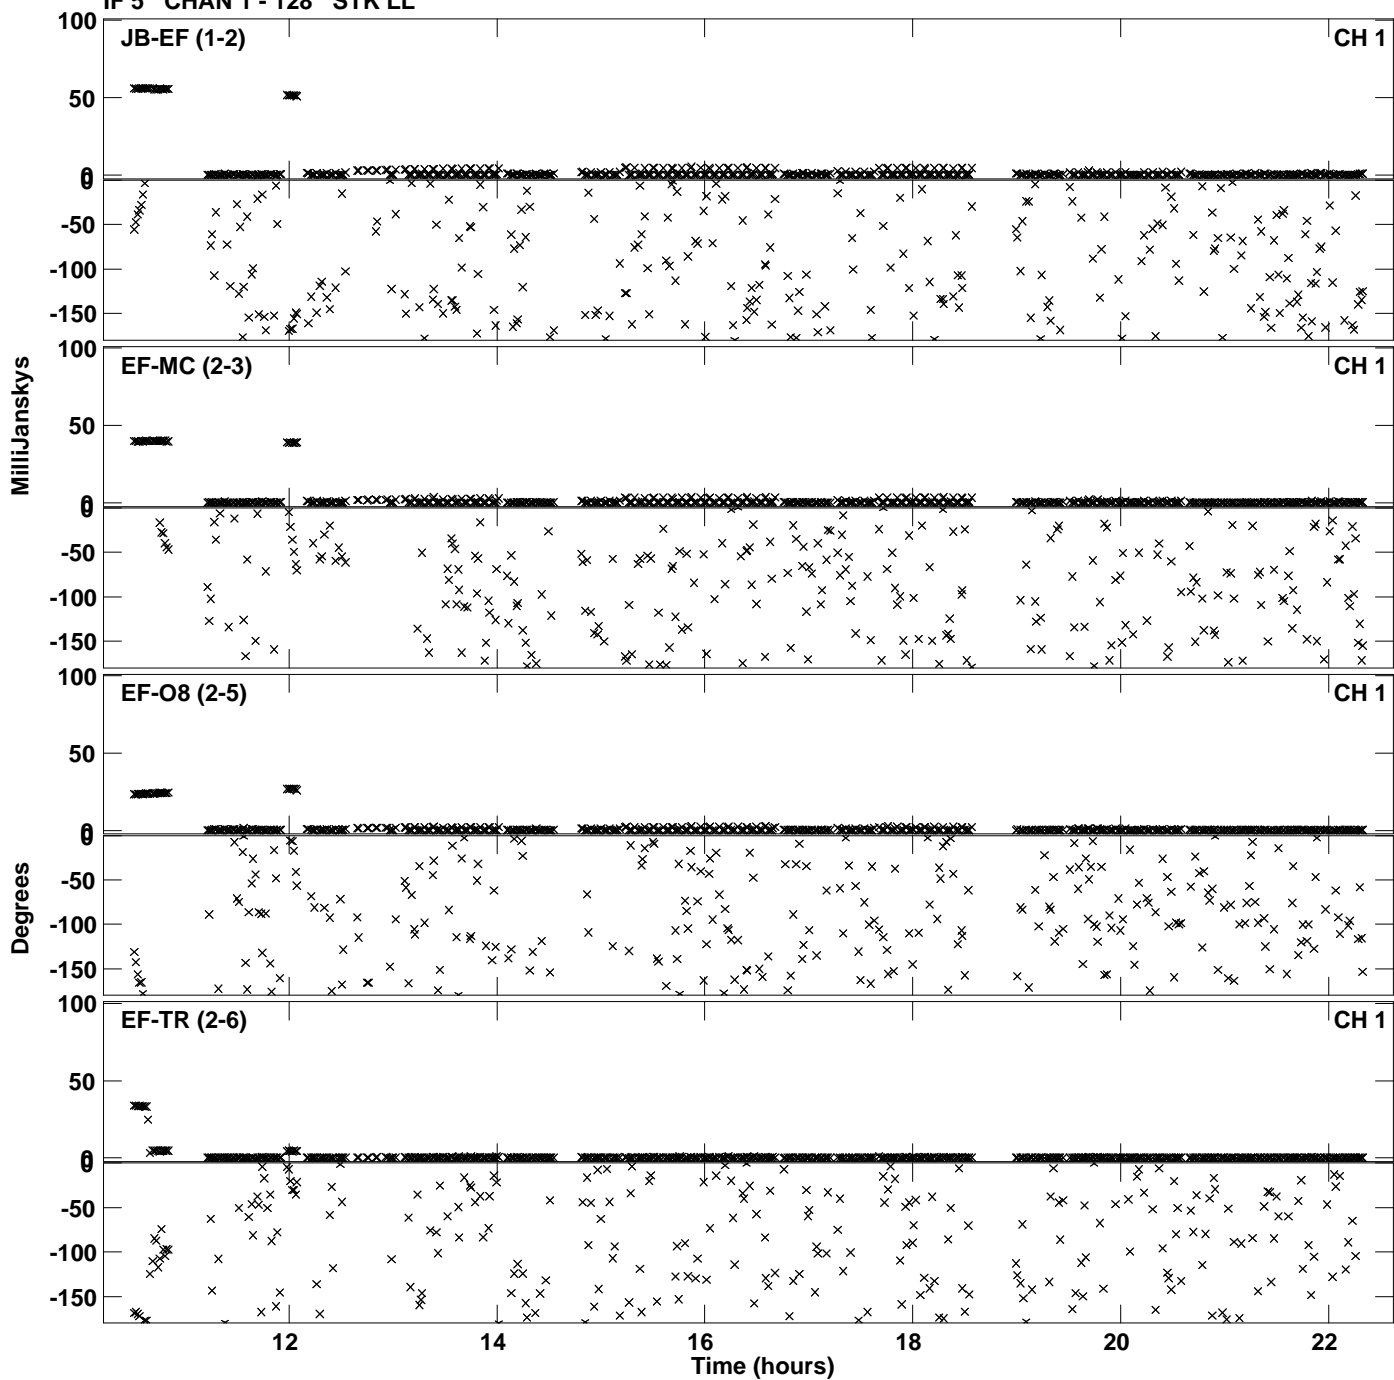 IF 5 CHAN 1 - 128 STK LL
100
JB-EF (1-2)
CH 1
50
0
0
-50
-100
-150
100
EF-MC (2-3)
CH 1
50
0
0
-50
-100
-150
MilliJanskys
100
EF-O8 (2-5)
CH 1
50
0
0
-50
-100
-150
Degrees
100
EF-TR (2-6)
CH 1
50
0
0
-50
-100
-150
12 14 16 18 20 22
Time (hours)